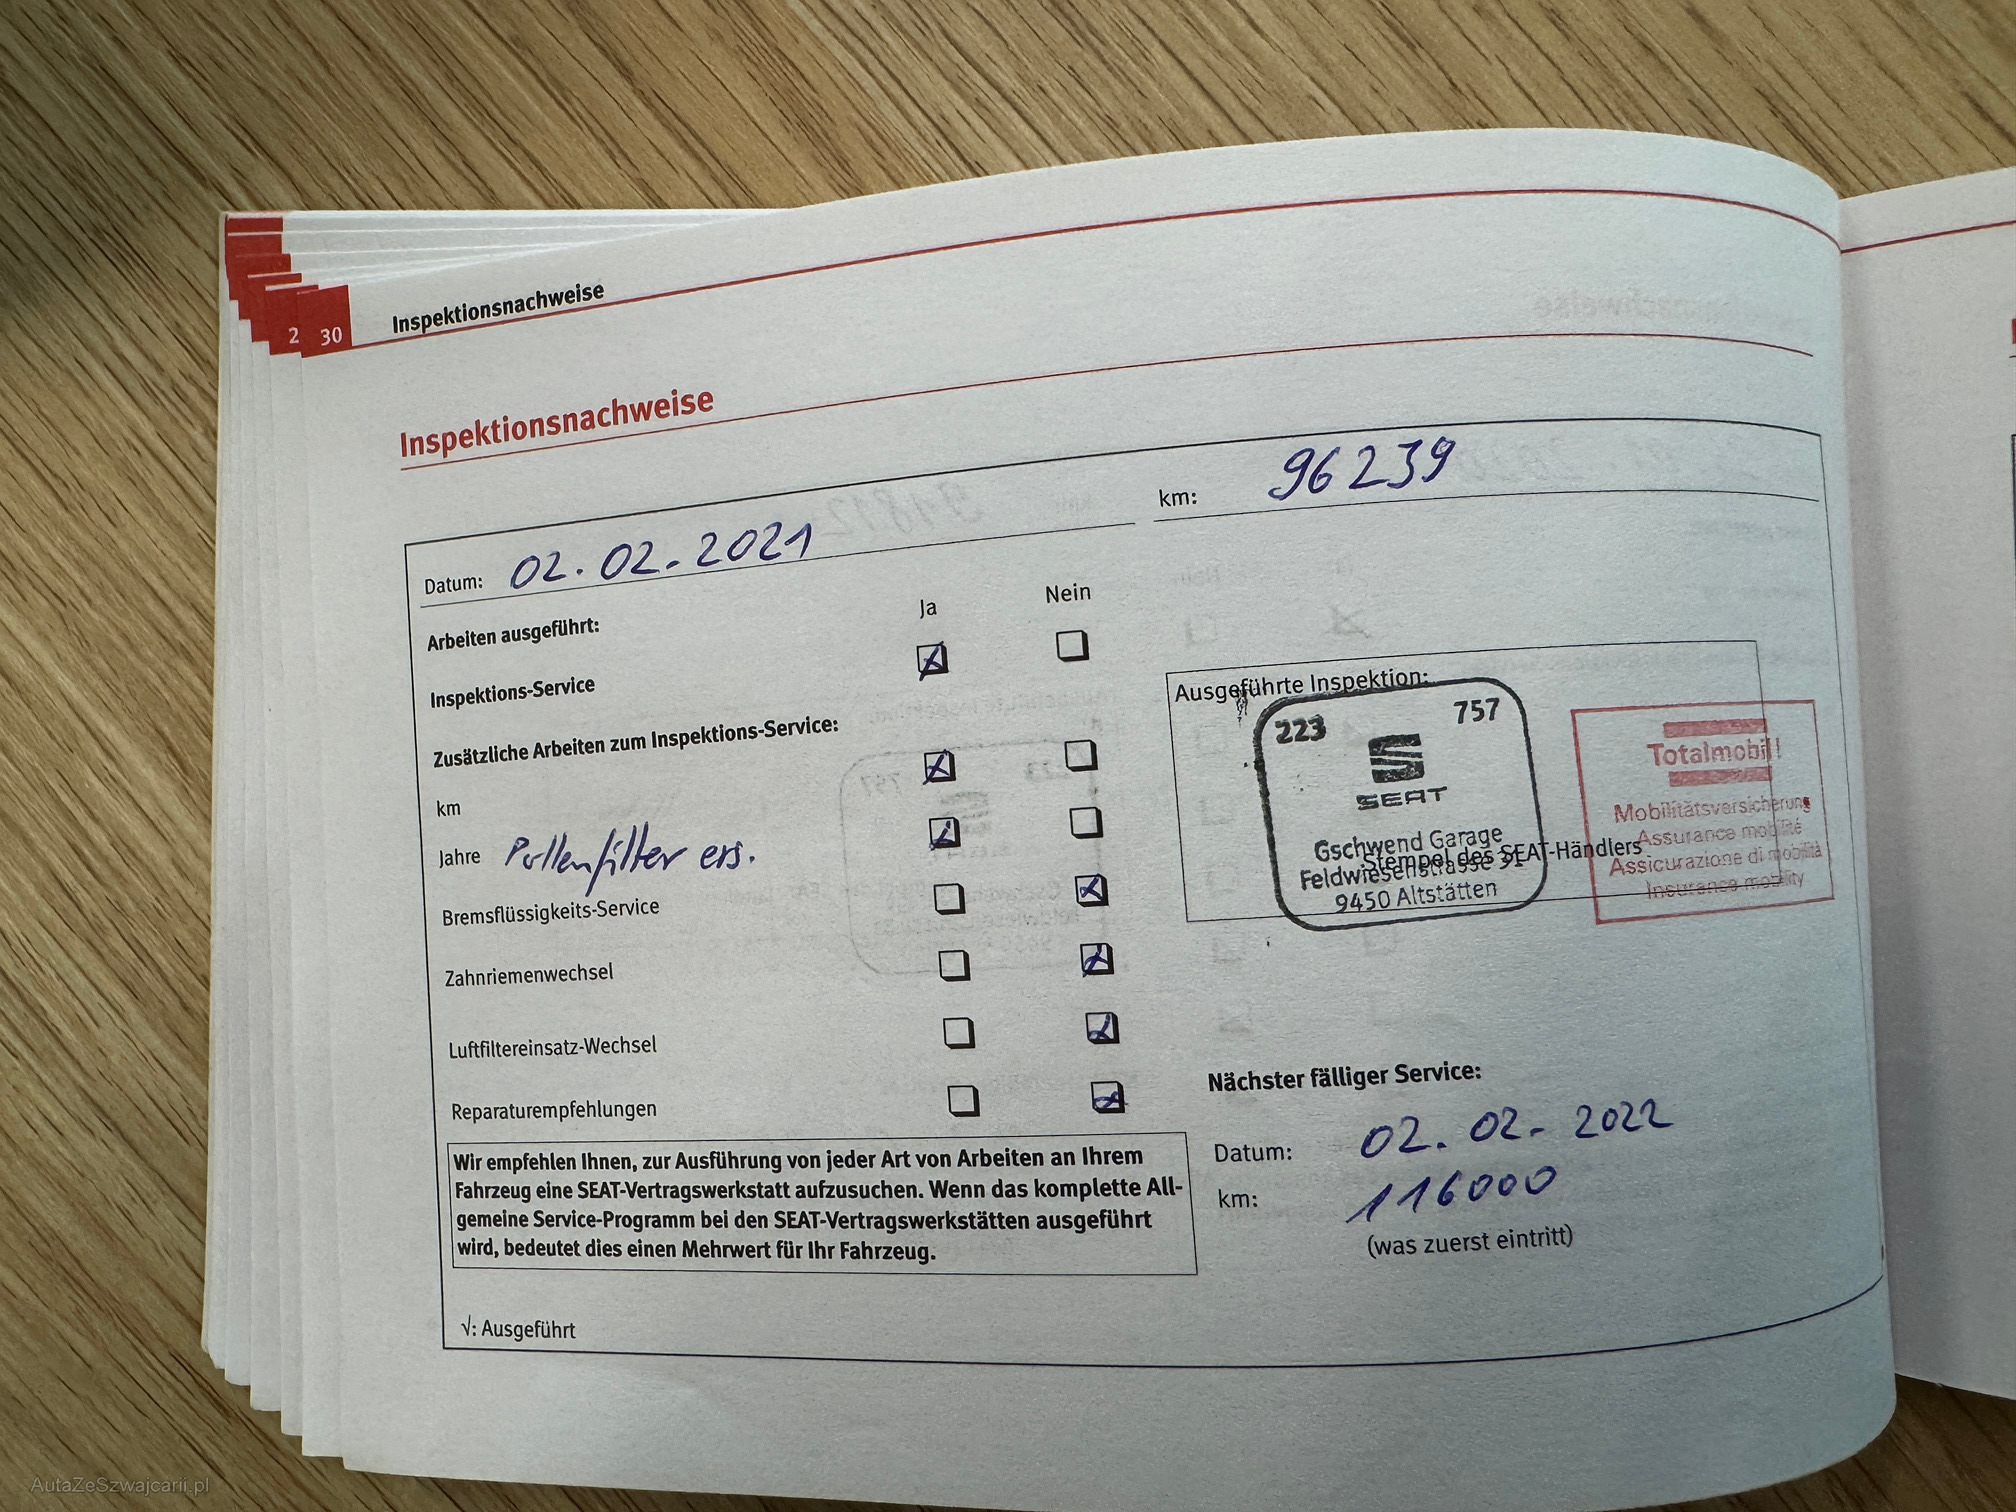 2 30 Inspektionsnachweise
Inspektionsnachweise
Datum: 02.02.2021
km: 96239
Ja Nein
Arbeiten ausgeführt:
Inspektions-Service
Zusätzliche Arbeiten zum Inspektions-Service:
km
Jahre Pollenfilter ers.
Bremsflüssigkeits-Service
Zahnriemenwechsel
Luftfiltereinsatz-Wechsel
Reparaturempfehlungen
Wir empfehlen Ihnen, zur Ausführung von jeder Art von Arbeiten an Ihrem
Fahrzeug eine SEAT-Vertragswerkstatt aufzusuchen. Wenn das komplette All-
gemeine Service-Programm bei den SEAT-Vertragswerkstätten ausgeführt
wird, bedeutet dies einen Mehrwert für Ihr Fahrzeug.
√: Ausgeführt
Ausgeführte Inspektion:
223 757
SEAT
Gschwend Garage
Stempel des SEAT-Händlers
Feldwiesenstrasse 91
9450 Altstätten
Totalmobil!
Mobilitätsversicherung
Assurance mobilité
Assicurazione di mobilità
Insurance mobility
Nächster fälliger Service:
Datum: 02.02.2022
km: 116000
(was zuerst eintritt)
AutaZeSzwajcarii.pl